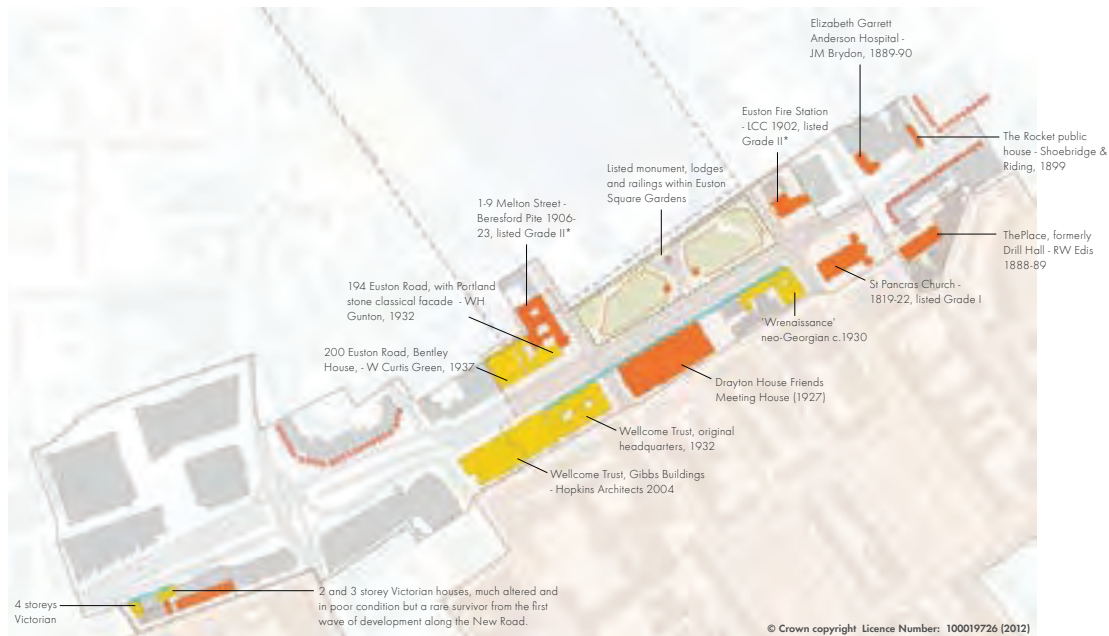 Elizabeth Garrett
Anderson Hospital -
JM Brydon, 1889-90
Euston Fire Station
- LCC 1902, listed
Grade II*
The Rocket public
house - Shoebridge &
Riding, 1899
Listed monument, lodges
and railings within Euston
Square Gardens
1-9 Melton Street -
Beresford Pite 1906-
23, listed Grade II*
ThePlace, formerly
Drill Hall - RW Edis
1888-89
194 Euston Road, with Portland
stone classical facade - WH
Gunton, 1932
St Pancras Church -
1819-22, listed Grade I
'Wrenaissance'
neo-Georgian c.1930
200 Euston Road, Bentley
House, - W Curtis Green, 1937
Drayton House Friends
Meeting House (1927)
Wellcome Trust, original
headquarters, 1932
Wellcome Trust, Gibbs Buildings
- Hopkins Architects 2004
2 and 3 storey Victorian houses, much altered and
in poor condition but a rare survivor from the first
wave of development along the New Road.
4 storeys
Victorian
© Crown copyright Licence Number: 100019726 (2012)